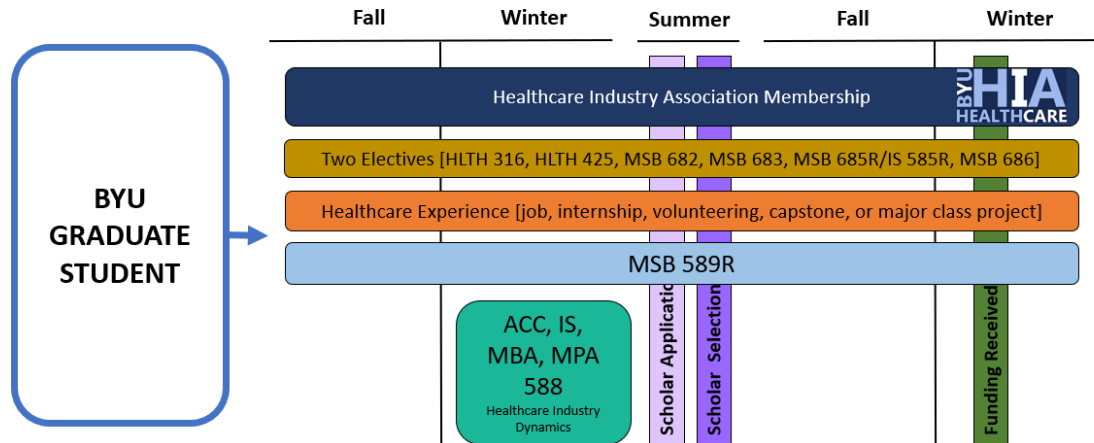 Fall
Winter
Summer
Fall
Winter
BYU
GRADUATE
STUDENT
Healthcare Industry Association Membership
BYU
HIA
HEALTHCARE
Two Electives [HLTH 316, HLTH 425, MSB 682, MSB 683, MSB 685R/IS 585R, MSB 686]
Healthcare Experience [job, internship, volunteering, capstone, or major class project]
MSB 589R
ACC, IS,
MBA, MPA
588
Healthcare Industry
Dynamics
Scholar Applicatio
Scholar Selection
Funding Received